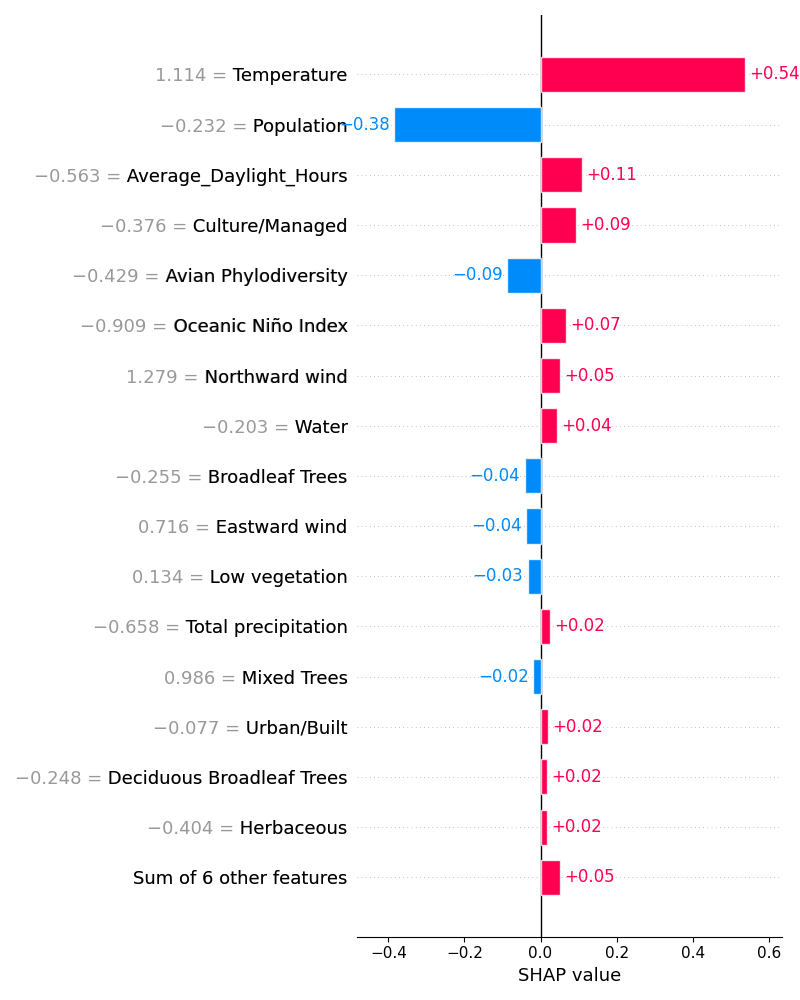 1.114 = Temperature +0.54
−0.232 = Population −0.38
−0.563 = Average_Daylight_Hours +0.11
−0.376 = Culture/Managed +0.09
−0.429 = Avian Phylodiversity −0.09
−0.909 = Oceanic Niño Index +0.07
1.279 = Northward wind +0.05
−0.203 = Water +0.04
−0.255 = Broadleaf Trees −0.04
0.716 = Eastward wind −0.04
0.134 = Low vegetation −0.03
−0.658 = Total precipitation +0.02
0.986 = Mixed Trees −0.02
−0.077 = Urban/Built +0.02
−0.248 = Deciduous Broadleaf Trees +0.02
−0.404 = Herbaceous +0.02
Sum of 6 other features +0.05
−0.4 −0.2 0.0 0.2 0.4 0.6
SHAP value